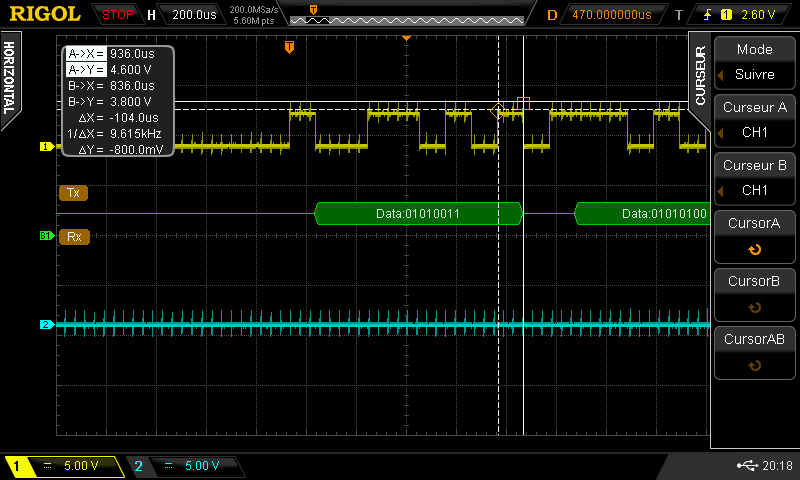 RIGOL STOP H 200.0us 200.0MSa/s 5.60M pts T D 470.000000us T 1 2.60 V
HORIZONTAL
CURSEUR
T
A->X= 936.0us
A->Y= 4.600 V
B->X= 836.0us
B->Y= 3.800 V
ΔX= -104.0us
1/ΔX= 9.615kHz
ΔY= -800.0mV
1
Tx
Data:01010011
Data:01010100
B1
Rx
2
Mode
Suivre
Curseur A
CH1
Curseur B
CH1
CursorA
CursorB
CursorAB
1 5.00 V 2 5.00 V 20:18